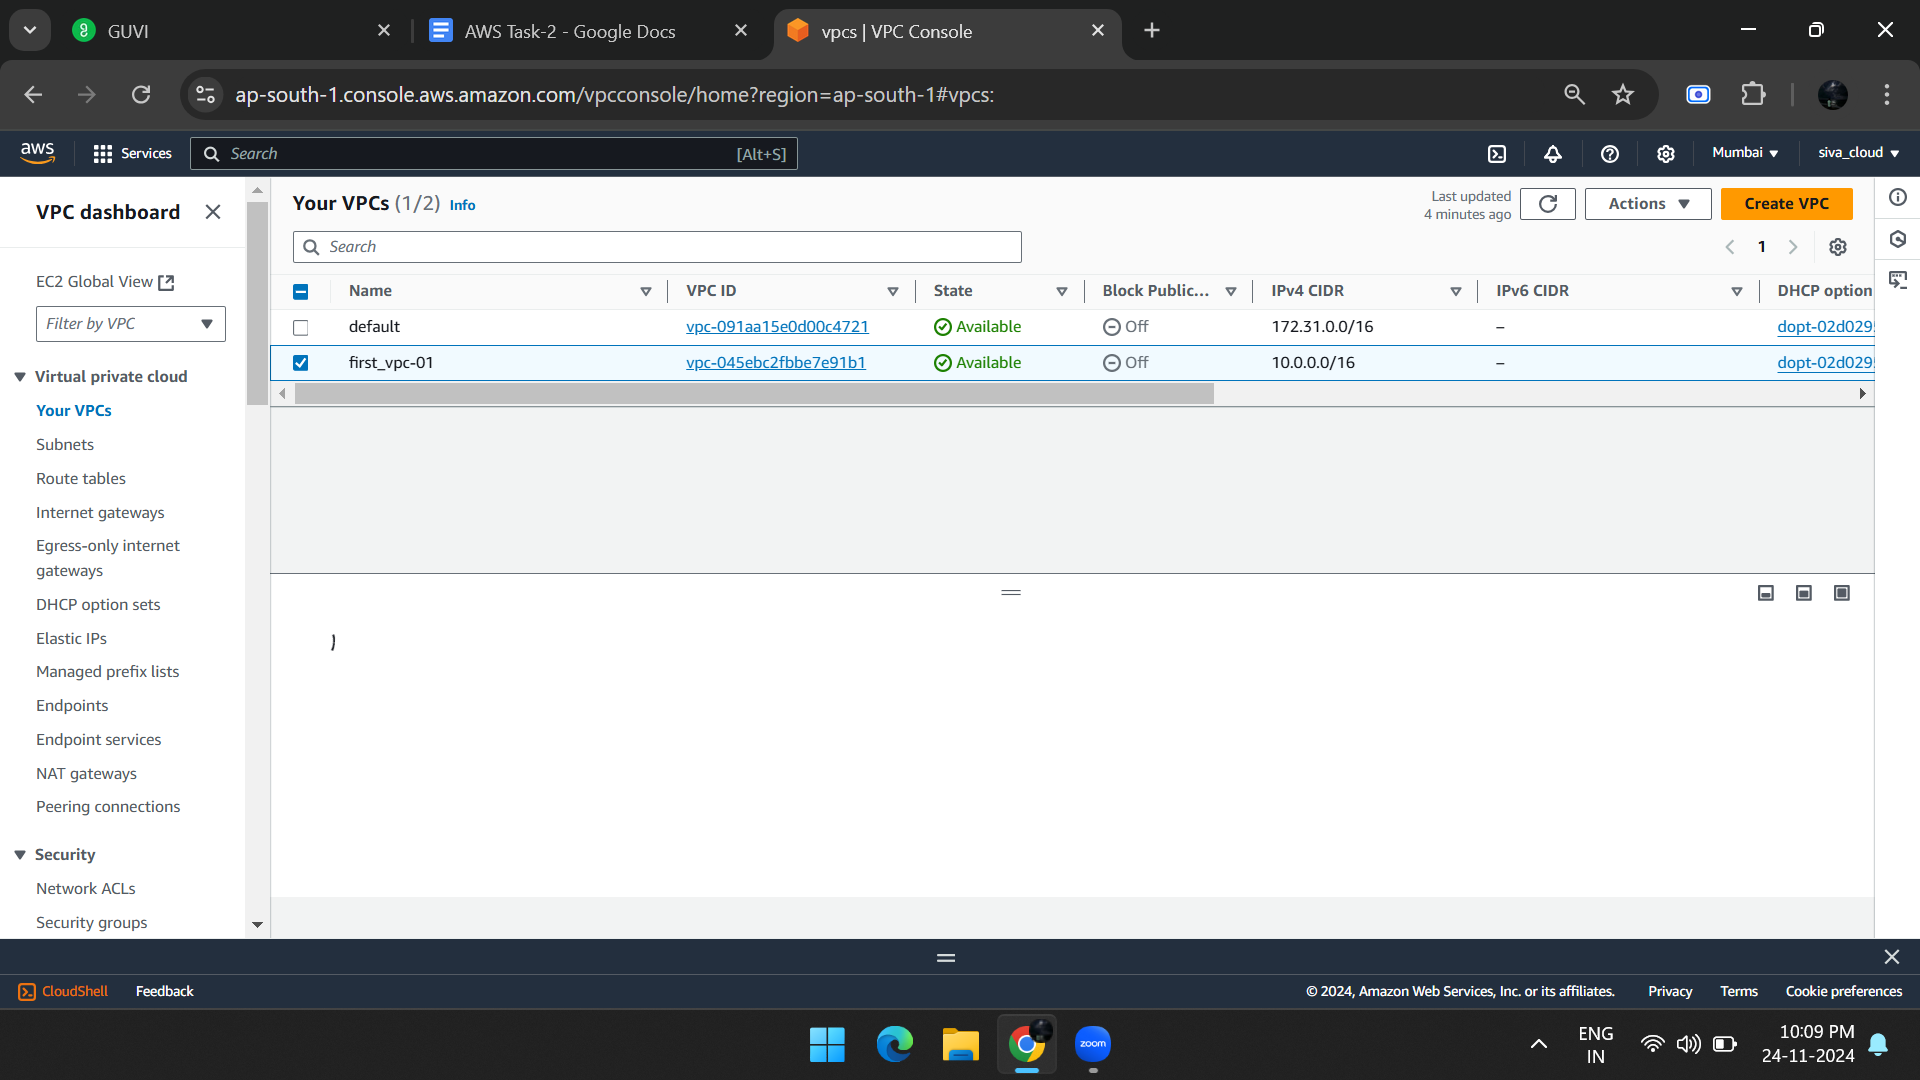 GUVI
AWS Task-2 - Google Docs
vpcs | VPC Console
ap-south-1.console.aws.amazon.com/vpcconsole/home?region=ap-south-1#vpcs:
aws
Services
Search
[Alt+S]
Mumbai
siva_cloud
VPC dashboard
EC2 Global View
Filter by VPC
Virtual private cloud
Your VPCs
Subnets
Route tables
Internet gateways
Egress-only internet
gateways
DHCP option sets
Elastic IPs
Managed prefix lists
Endpoints
Endpoint services
NAT gateways
Peering connections
Security
Network ACLs
Security groups
Your VPCs (1/2) Info
Last updated
4 minutes ago
Actions
Create VPC
Search
1
Name VPC ID State Block Public... IPv4 CIDR IPv6 CIDR DHCP option
default vpc-091aa15e0d00c4721 Available Off 172.31.0.0/16 – dopt-02d029
first_vpc-01 vpc-045ebc2fbbe7e91b1 Available Off 10.0.0.0/16 – dopt-02d029
CloudShell
Feedback
© 2024, Amazon Web Services, Inc. or its affiliates.
Privacy
Terms
Cookie preferences
zoom
ENG
IN
10:09 PM
24-11-2024